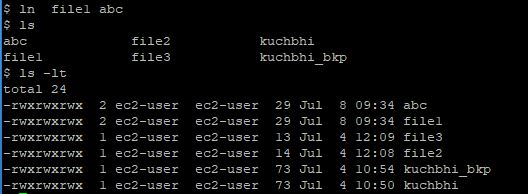 $ ln  file1 abc
$ ls
abc             file2           kuchbhi
file1           file3           kuchbhi_bkp
$ ls -lt
total 24
-rwxrwxrwx  2 ec2-user  ec2-user  29 Jul  8 09:34 abc
-rwxrwxrwx  2 ec2-user  ec2-user  29 Jul  8 09:34 file1
-rwxrwxrwx  1 ec2-user  ec2-user  13 Jul  4 12:09 file3
-rwxrwxrwx  1 ec2-user  ec2-user  14 Jul  4 12:08 file2
-rwxrwxrwx  1 ec2-user  ec2-user  73 Jul  4 10:54 kuchbhi_bkp
-rwxrwxrwx  1 ec2-user  ec2-user  73 Jul  4 10:50 kuchbhi